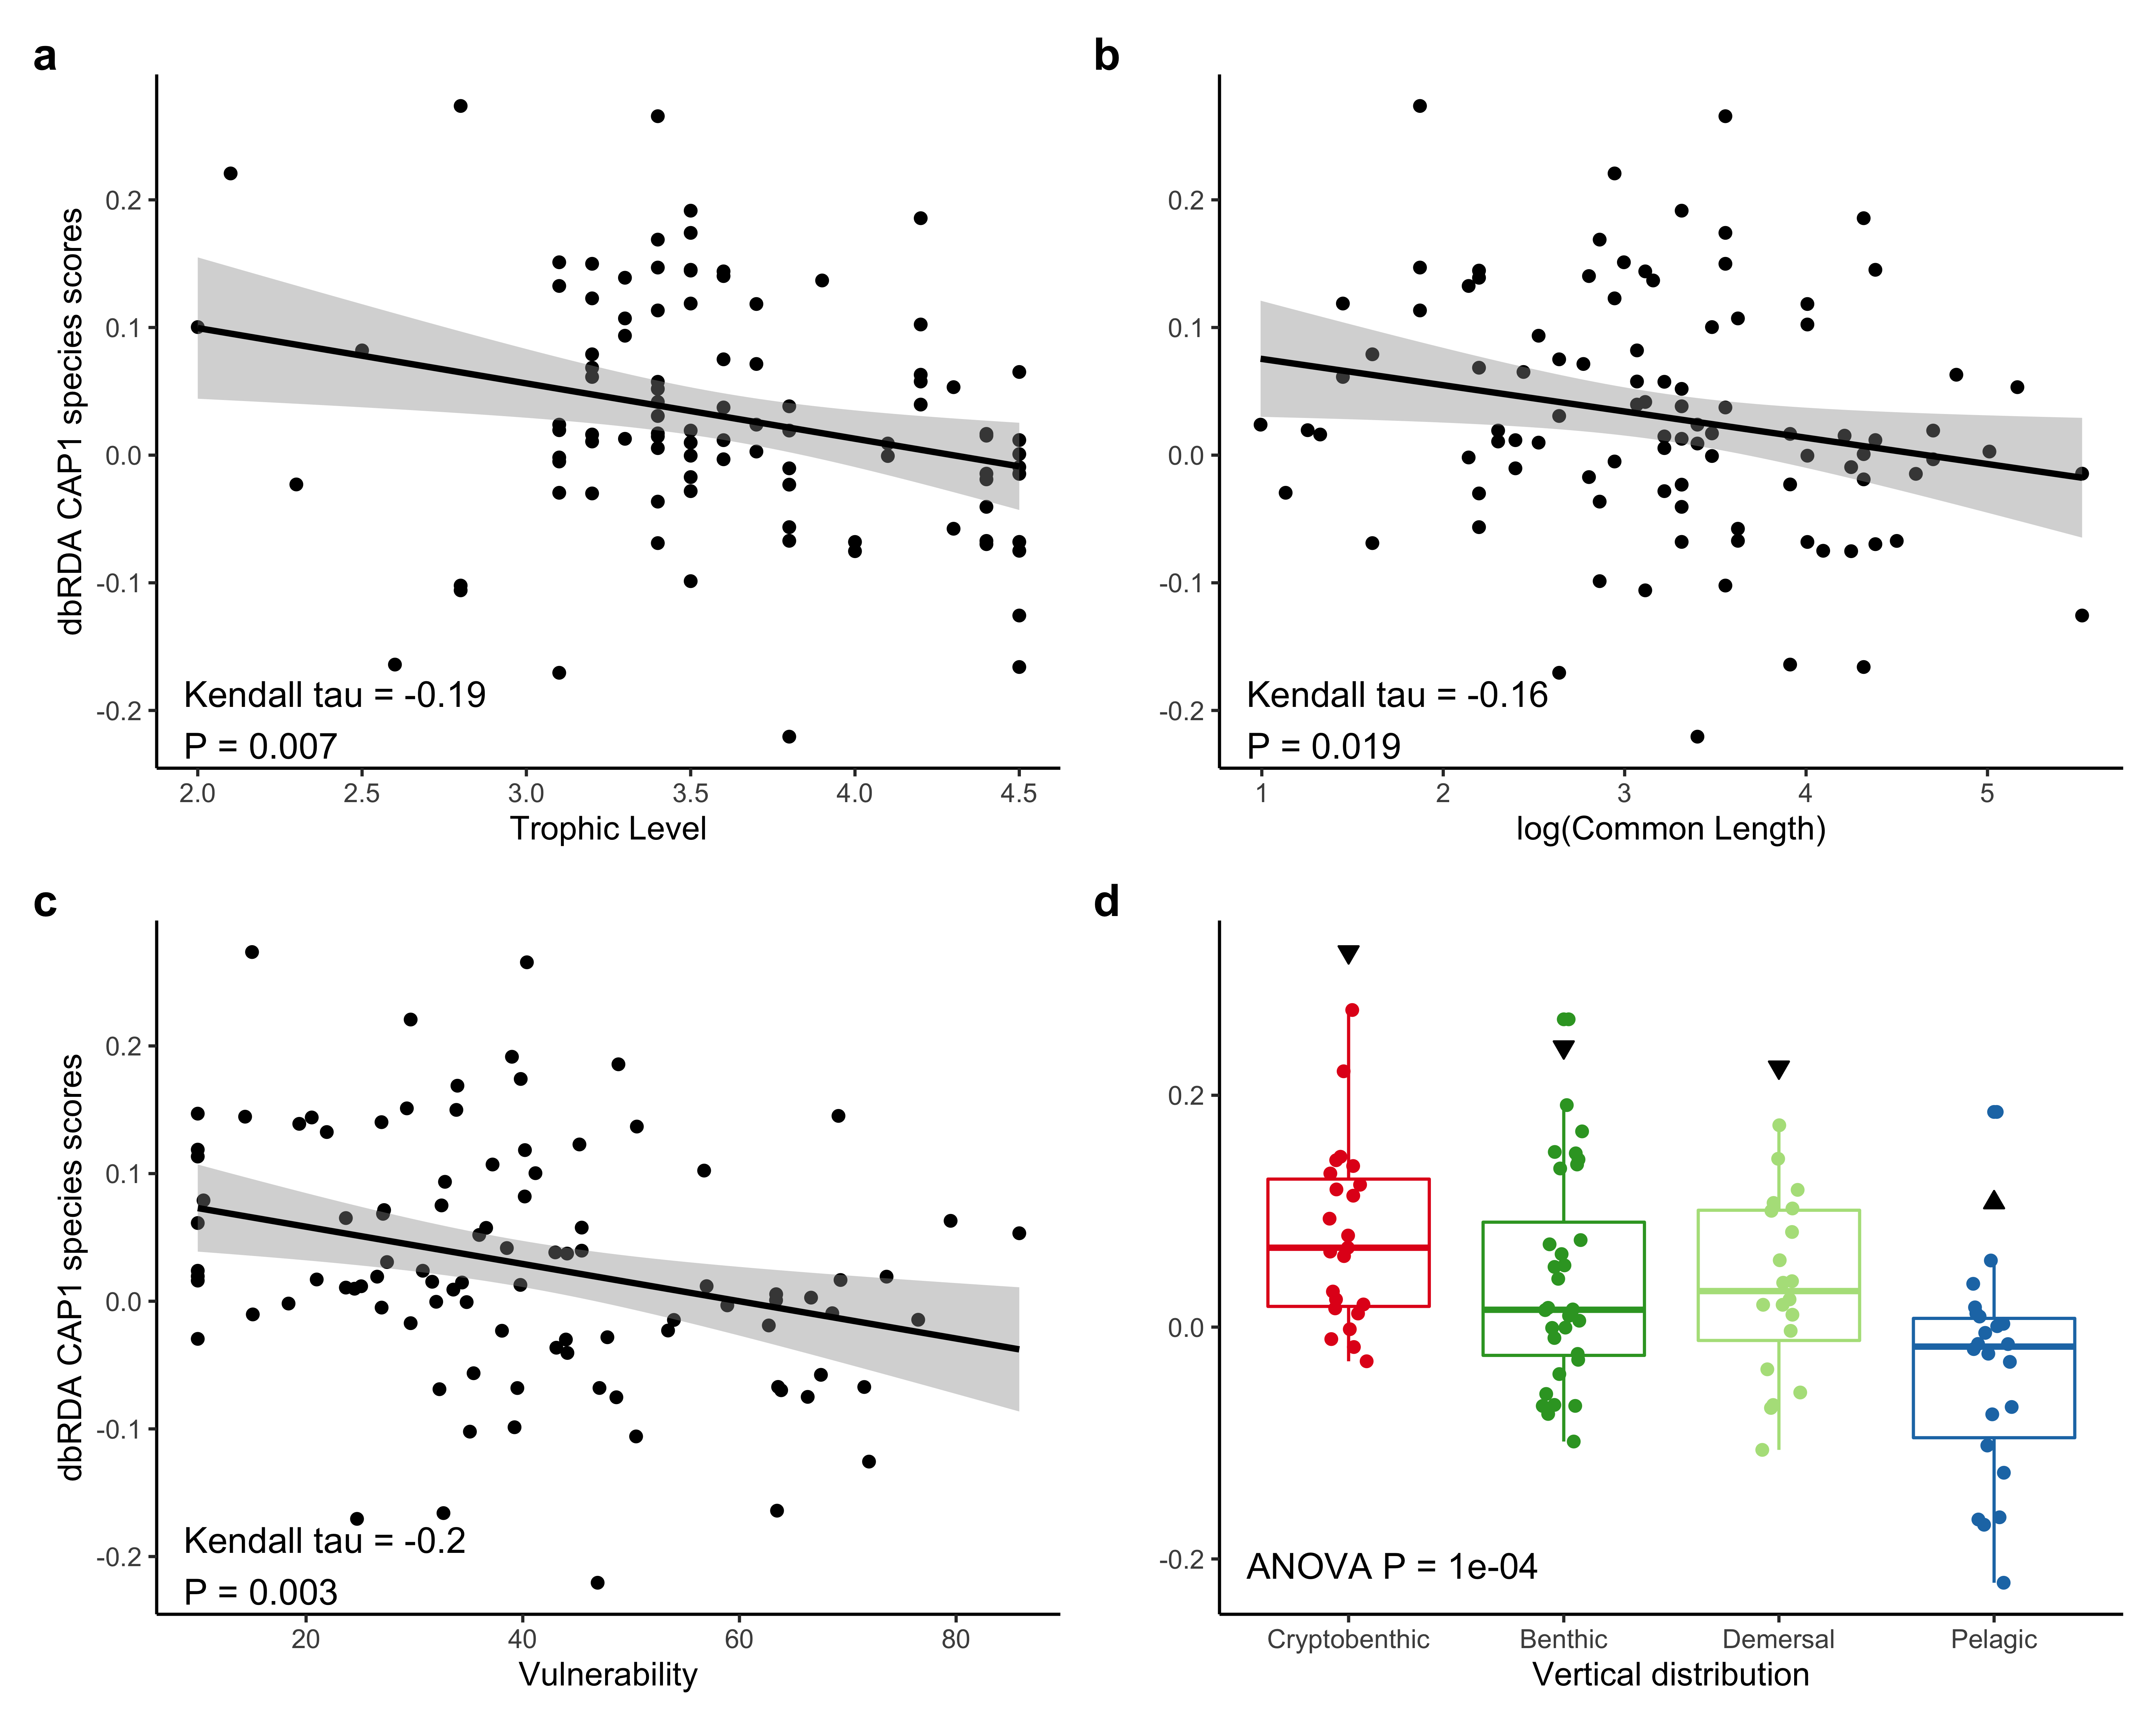 a
dbRDA CAP1 species scores
0.2
0.1
0.0
-0.1
-0.2
Kendall tau = -0.19
P = 0.007
2.0 2.5 3.0 3.5 4.0 4.5
Trophic Level
b
0.2
0.1
0.0
-0.1
-0.2
Kendall tau = -0.16
P = 0.019
1 2 3 4 5
log(Common Length)
c
dbRDA CAP1 species scores
0.2
0.1
0.0
-0.1
-0.2
Kendall tau = -0.2
P = 0.003
20 40 60 80
Vulnerability
d
0.2
0.0
-0.2
ANOVA P = 1e-04
Cryptobenthic Benthic Demersal Pelagic
Vertical distribution